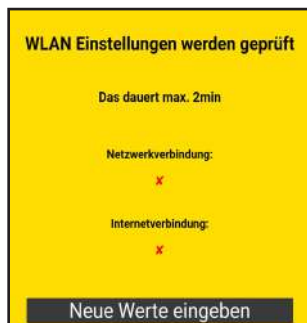 WLAN Einstellungen werden geprüft
Das dauert max. 2min
Netzwerkverbindung:
✘
Internetverbindung:
✘
Neue Werte eingeben